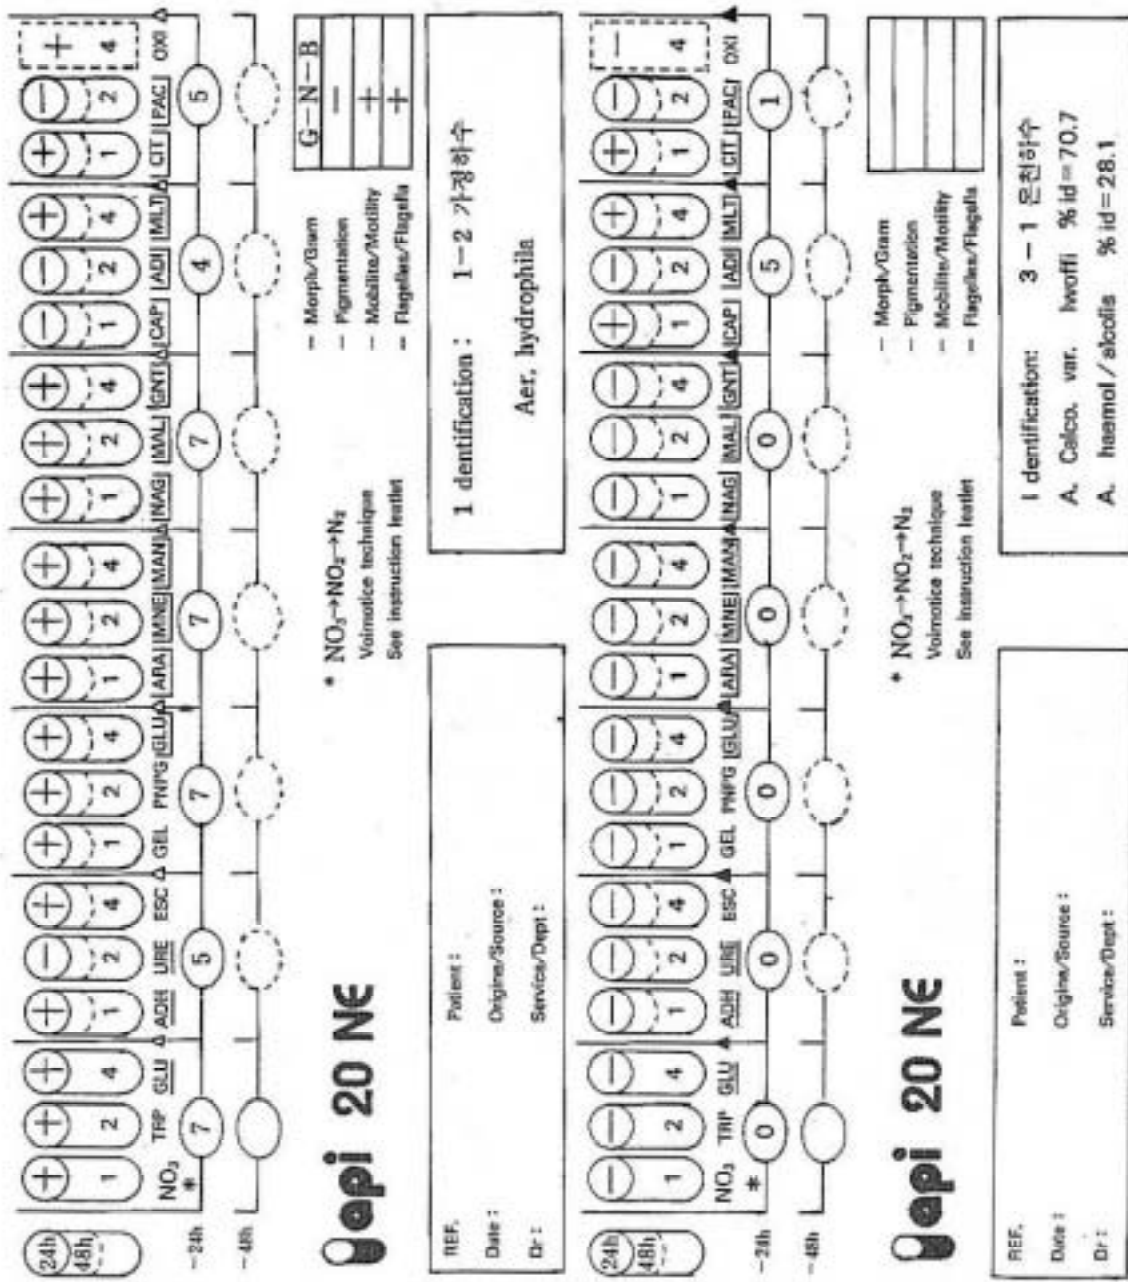 24h + + + + - + + + + + + + + + + - - + + - +
48h 1 2 4 1 2 4 1 2 4 1 2 4 1 2 4 1 2 4 1 2 4
NO₃ TRP GLU ADH URE ESC GEL PNPG GLU ARA MNE MAN NAG MAL GNT CAP ADI MLT CIT PAC OXI
*
-24h 7 5 7 7 7 4 5
-48h
api 20 NE
* NO₃→NO₂→N₂
Voirnotice technique
See instruction leatlet
G-N-B
- Morph/Gram
- Pigmentation -
- Mobilite/Motility +
- Flagelles/Flagella +
REF. Patient :
Date : Origine/Source :
Dr : Service/Dept :
1 dentification : 1-2 가정하수
Aer, hydrophila
24h - - - - - - - - - - - - - - - + - + + - -
48h 1 2 4 1 2 4 1 2 4 1 2 4 1 2 4 1 2 4 1 2 4
NO₃ TRP GLU ADH URE ESC GEL PNPG GLU ARA MNE MAN NAG MAL GNT CAP ADI MLT CIT PAC OXI
*
-24h 0 0 0 0 0 5 1
-48h
api 20 NE
* NO₃→NO₂→N₂
Voirnotice technique
See instruction leatlet
- Morph/Gram
- Pigmentation
- Mobilite/Motility
- Flagelles/Flagella
REF. Patient :
Date : Origine/Source :
Dr : Service/Dept :
I dentification: 3 - 1 온천하수
A. Calco. var. lwoffi % id=70.7
A. haemol/alcolis % id=28.1